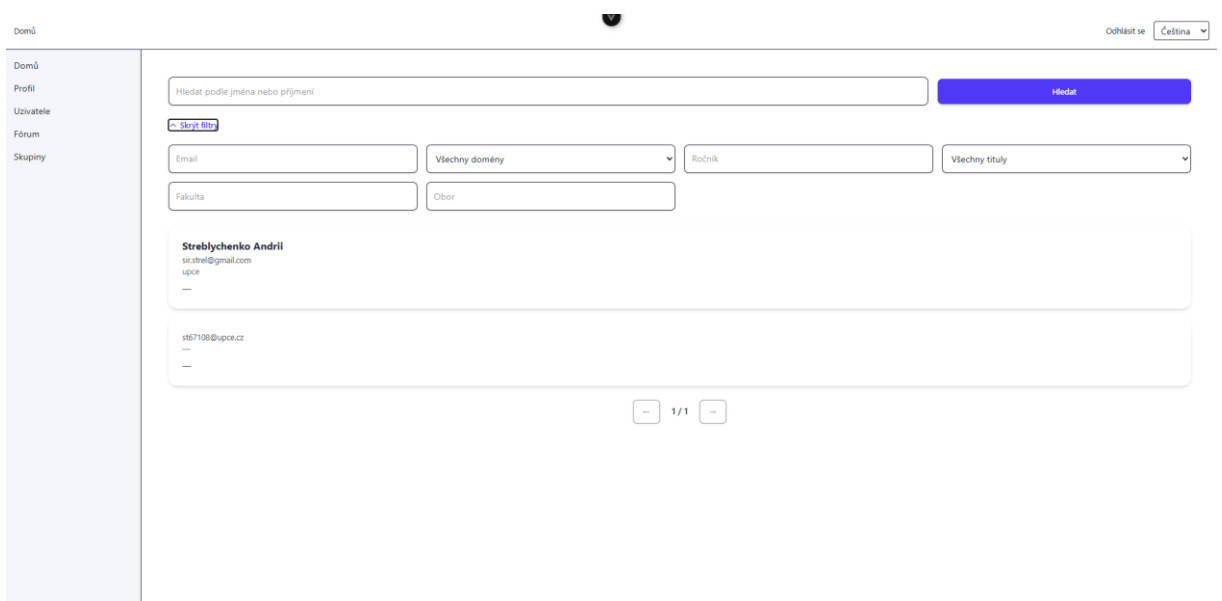 Domů
Odhlásit se
Čeština
Domů
Profil
Uzivatele
Fórum
Skupiny
Hledat podle jména nebo příjmení
Hledat
Skrýt filtry
Email
Všechny domény
Ročník
Všechny tituly
Fakulta
Obor
Streblychenko Andrii
sir.strel@gmail.com
upce
—
st67108@upce.cz
—
—
← 1 / 1 →